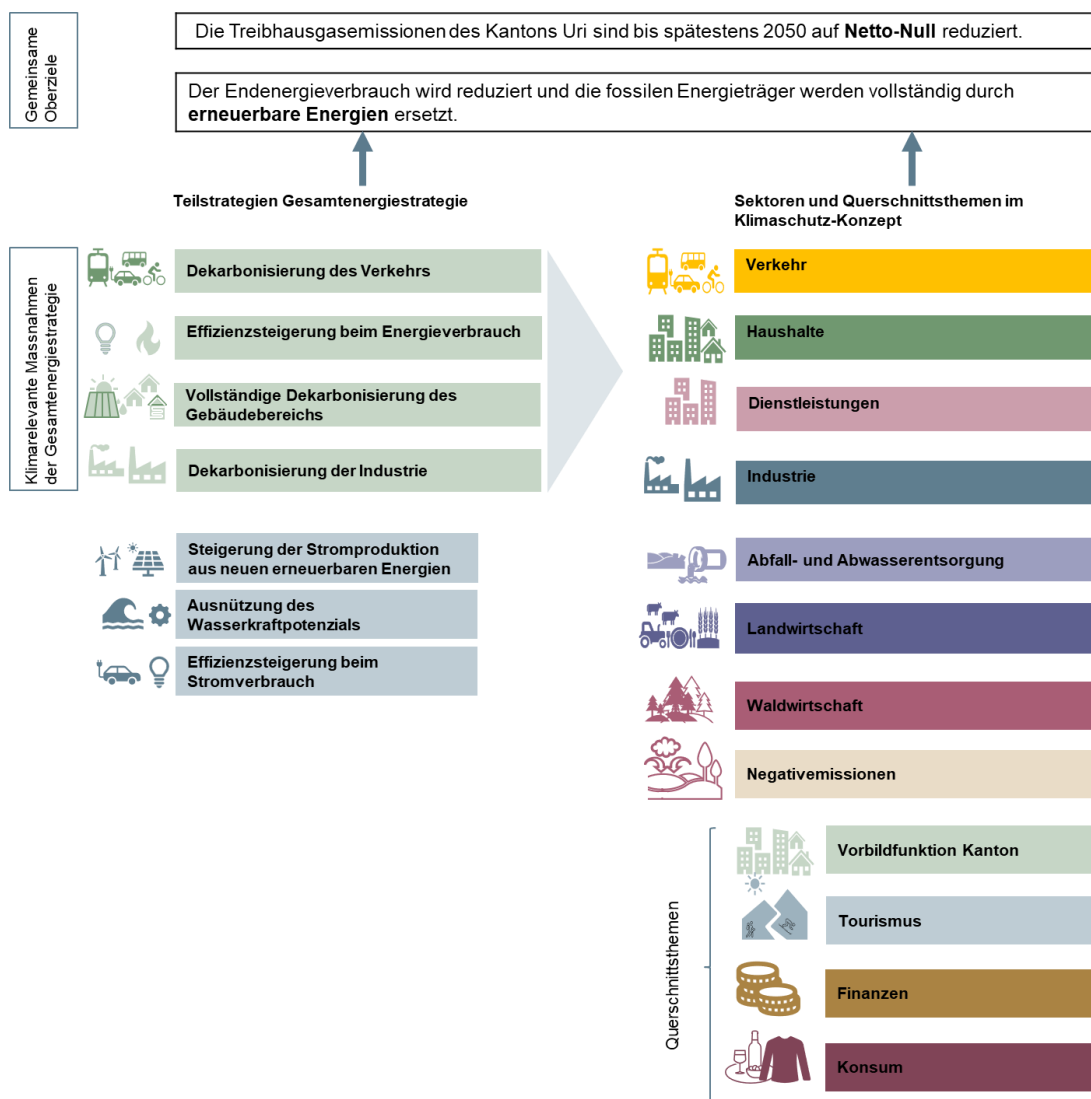 Gemeinsame
Oberziele
Die Treibhausgasemissionen des Kantons Uri sind bis spätestens 2050 auf Netto-Null reduziert.
Der Endenergieverbrauch wird reduziert und die fossilen Energieträger werden vollständig durch
erneuerbare Energien ersetzt.
Teilstrategien Gesamtenergiestrategie
Klimarelevante Massnahmen
der Gesamtenergiestrategie
Dekarbonisierung des Verkehrs
Effizienzsteigerung beim Energieverbrauch
Vollständige Dekarbonisierung des
Gebäudebereichs
Dekarbonisierung der Industrie
Steigerung der Stromproduktion
aus neuen erneuerbaren Energien
Ausnützung des
Wasserkraftpotenzials
Effizienzsteigerung beim
Stromverbrauch
Sektoren und Querschnittsthemen im
Klimaschutz-Konzept
Verkehr
Haushalte
Dienstleistungen
Industrie
Abfall- und Abwasserentsorgung
Landwirtschaft
Waldwirtschaft
Negativemissionen
Querschnittsthemen
Vorbildfunktion Kanton
Tourismus
Finanzen
Konsum